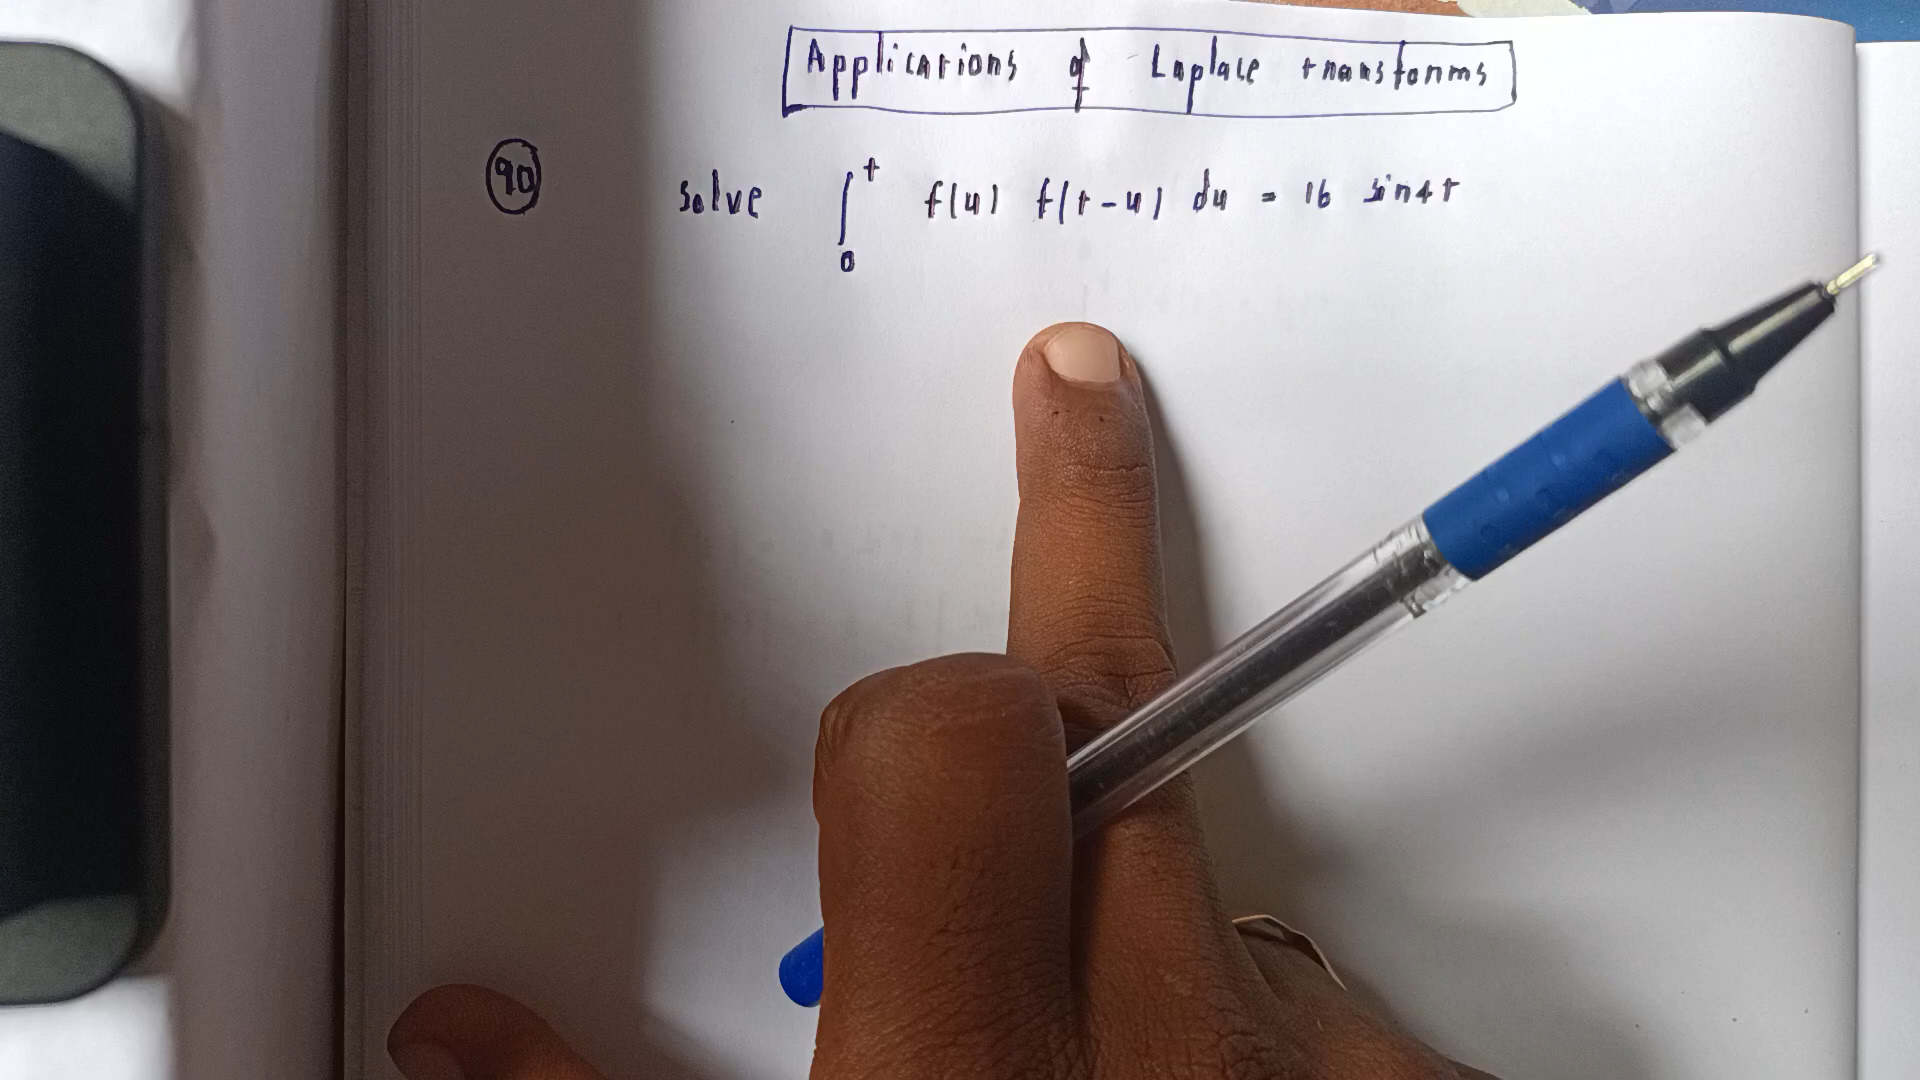 Applications of Laplace transforms
90 solve ∫₀ᵗ f(u) f(t-u) du = 16 sin4t